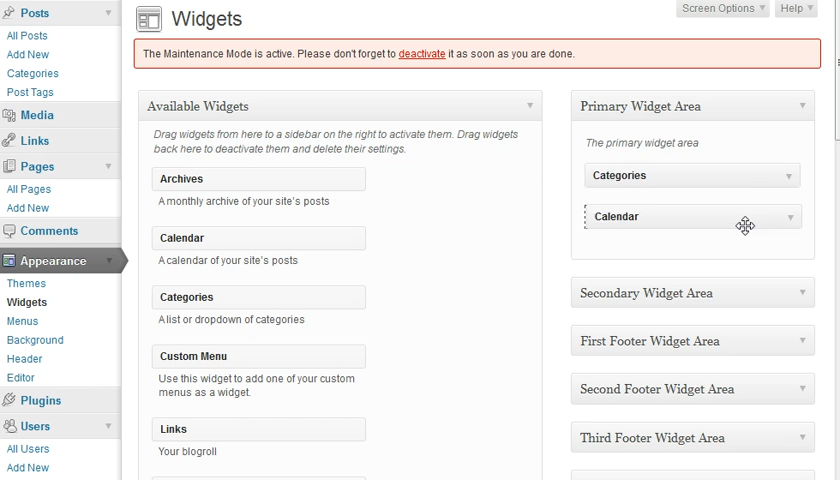 Posts
All Posts
Add New
Categories
Post Tags
Media
Links
Pages
All Pages
Add New
Comments
Appearance
Themes
Widgets
Menus
Background
Header
Editor
Plugins
Users
All Users
Add New
Screen Options
Help
Widgets
The Maintenance Mode is active. Please don't forget to deactivate it as soon as you are done.
Available Widgets
Drag widgets from here to a sidebar on the right to activate them. Drag widgets
back here to deactivate them and delete their settings.
Archives
A monthly archive of your site's posts
Calendar
A calendar of your site's posts
Categories
A list or dropdown of categories
Custom Menu
Use this widget to add one of your custom
menus as a widget.
Links
Your blogroll
Primary Widget Area
The primary widget area
Categories
Calendar
Secondary Widget Area
First Footer Widget Area
Second Footer Widget Area
Third Footer Widget Area